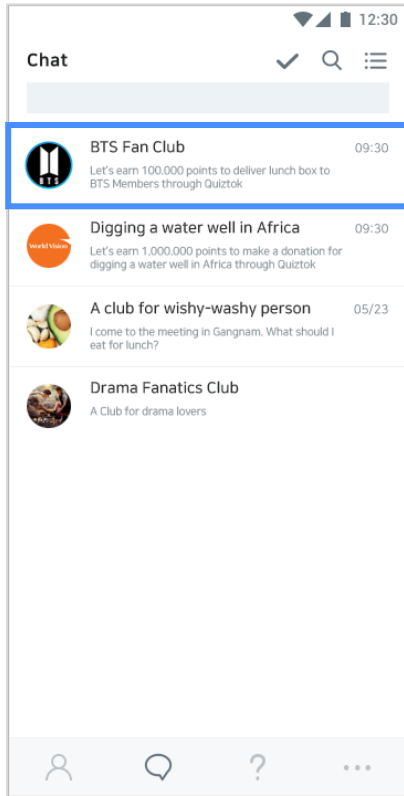 12:30
Chat
BTS Fan Club
09:30
Let's earn 100,000 points to deliver lunch box to
BTS Members through Quiztok
BTS
Digging a water well in Africa
09:30
World Vision
Let's earn 1,000,000 points to make a donation for
digging a water well in Africa through Quiztok
A club for wishy-washy person
05/23
I come to the meeting in Gangnam. What should I
eat for lunch?
Drama Fanatics Club
A Club for drama lovers